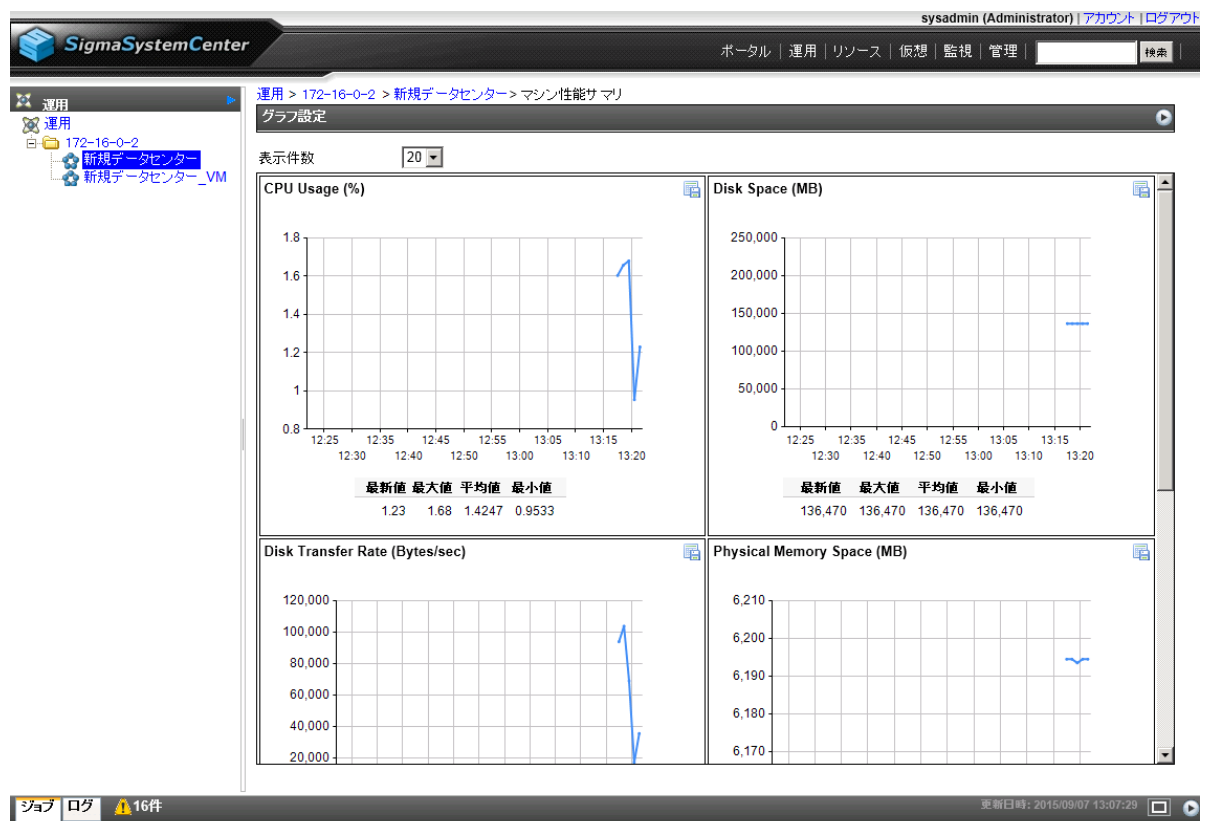 sysadmin (Administrator) | アカウント | ログアウト
SigmaSystemCenter
ポータル | 運用 | リソース | 仮想 | 監視 | 管理 | 検索 |
運用
運用
172-16-0-2
新規データセンター
新規データセンター_VM
運用 > 172-16-0-2 > 新規データセンター > マシン性能サマリ
グラフ設定
表示件数 20
CPU Usage (%)
1.8
1.6
1.4
1.2
1
0.8
12:25 12:35 12:45 12:55 13:05 13:15
12:30 12:40 12:50 13:00 13:10 13:20
最新値 最大値 平均値 最小値
1.23 1.68 1.4247 0.9533
Disk Space (MB)
250,000
200,000
150,000
100,000
50,000
0
12:25 12:35 12:45 12:55 13:05 13:15
12:30 12:40 12:50 13:00 13:10 13:20
最新値 最大値 平均値 最小値
136,470 136,470 136,470 136,470
Disk Transfer Rate (Bytes/sec)
120,000
100,000
80,000
60,000
40,000
20,000
Physical Memory Space (MB)
6,210
6,200
6,190
6,180
6,170
ジョブ ログ 16件
更新日時: 2015/09/07 13:07:29